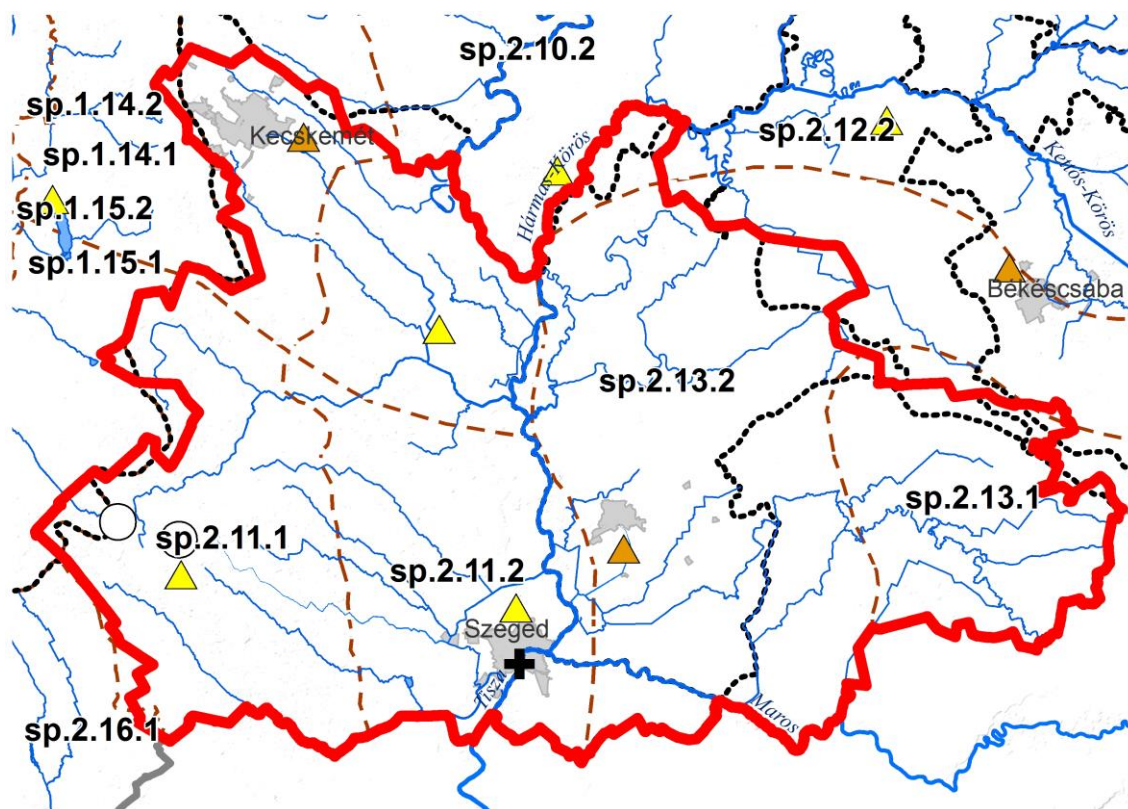 sp.2.10.2
sp.1.14.2
Kecskemét
sp.2.12.2
sp.1.14.1
Hármas-Körös
Kettős-Körös
sp.1.15.2
sp.1.15.1
Békéscsaba
sp.2.13.2
sp.2.13.1
sp.2.11.1
sp.2.11.2
Szeged
Tisza
Maros
sp.2.16.1